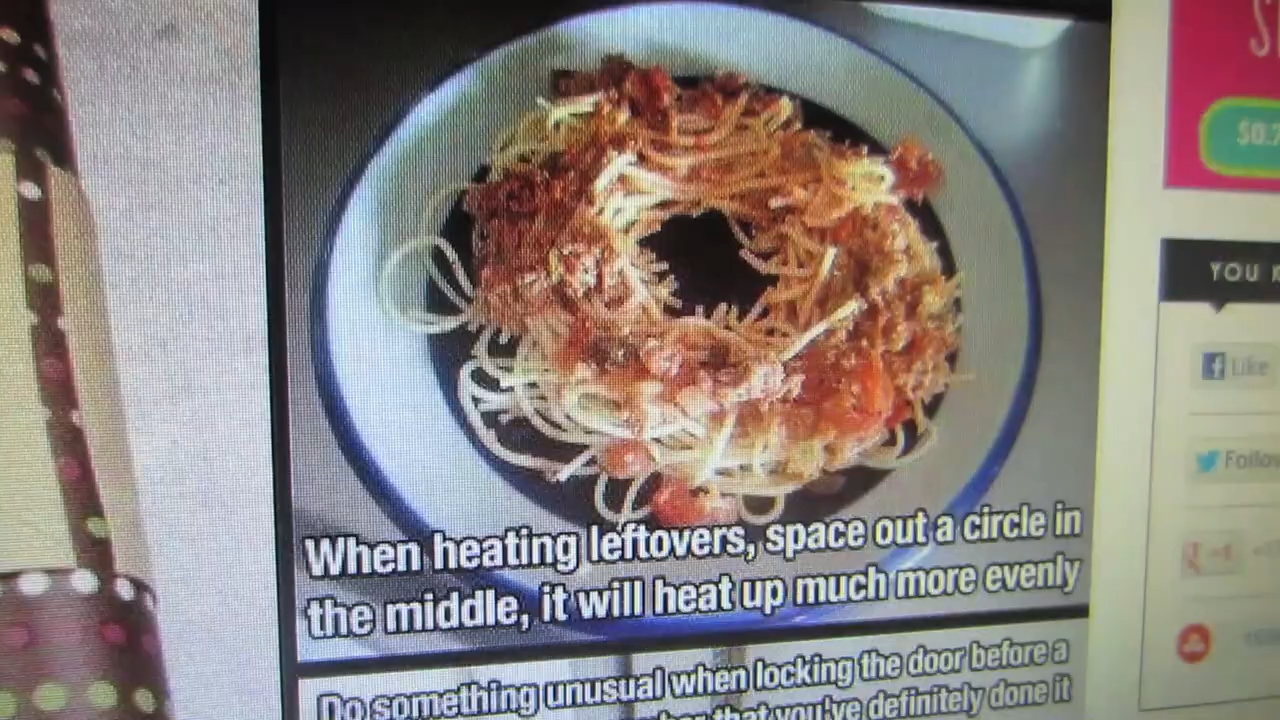 When heating leftovers, space out a circle in
the middle, it will heat up much more evenly
Do something unusual when locking the door before a
that you've definitely done it
$0.
YOU
Like
Follow